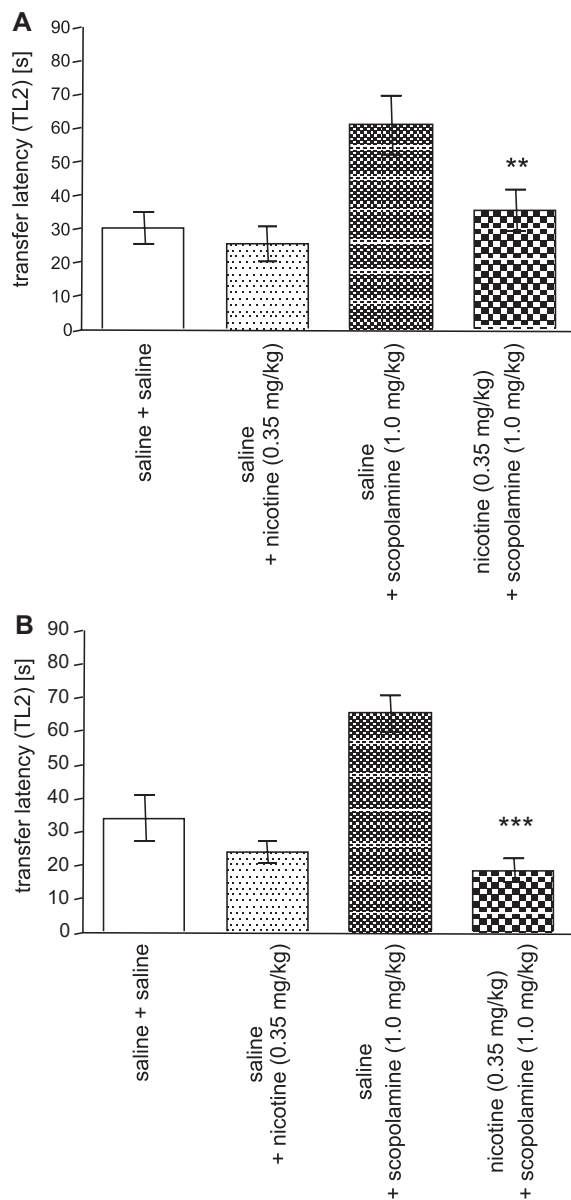 A
transfer latency (TL2) [s]
90
80
70
60
50
40
30
20
10
0
**
saline + saline
saline
+ nicotine (0.35 mg/kg)
saline
+ scopolamine (1.0 mg/kg)
nicotine (0.35 mg/kg)
+ scopolamine (1.0 mg/kg)
B
transfer latency (TL2) [s]
90
80
70
60
50
40
30
20
10
0
***
saline + saline
saline
+ nicotine (0.35 mg/kg)
saline
+ scopolamine (1.0 mg/kg)
nicotine (0.35 mg/kg)
+ scopolamine (1.0 mg/kg)